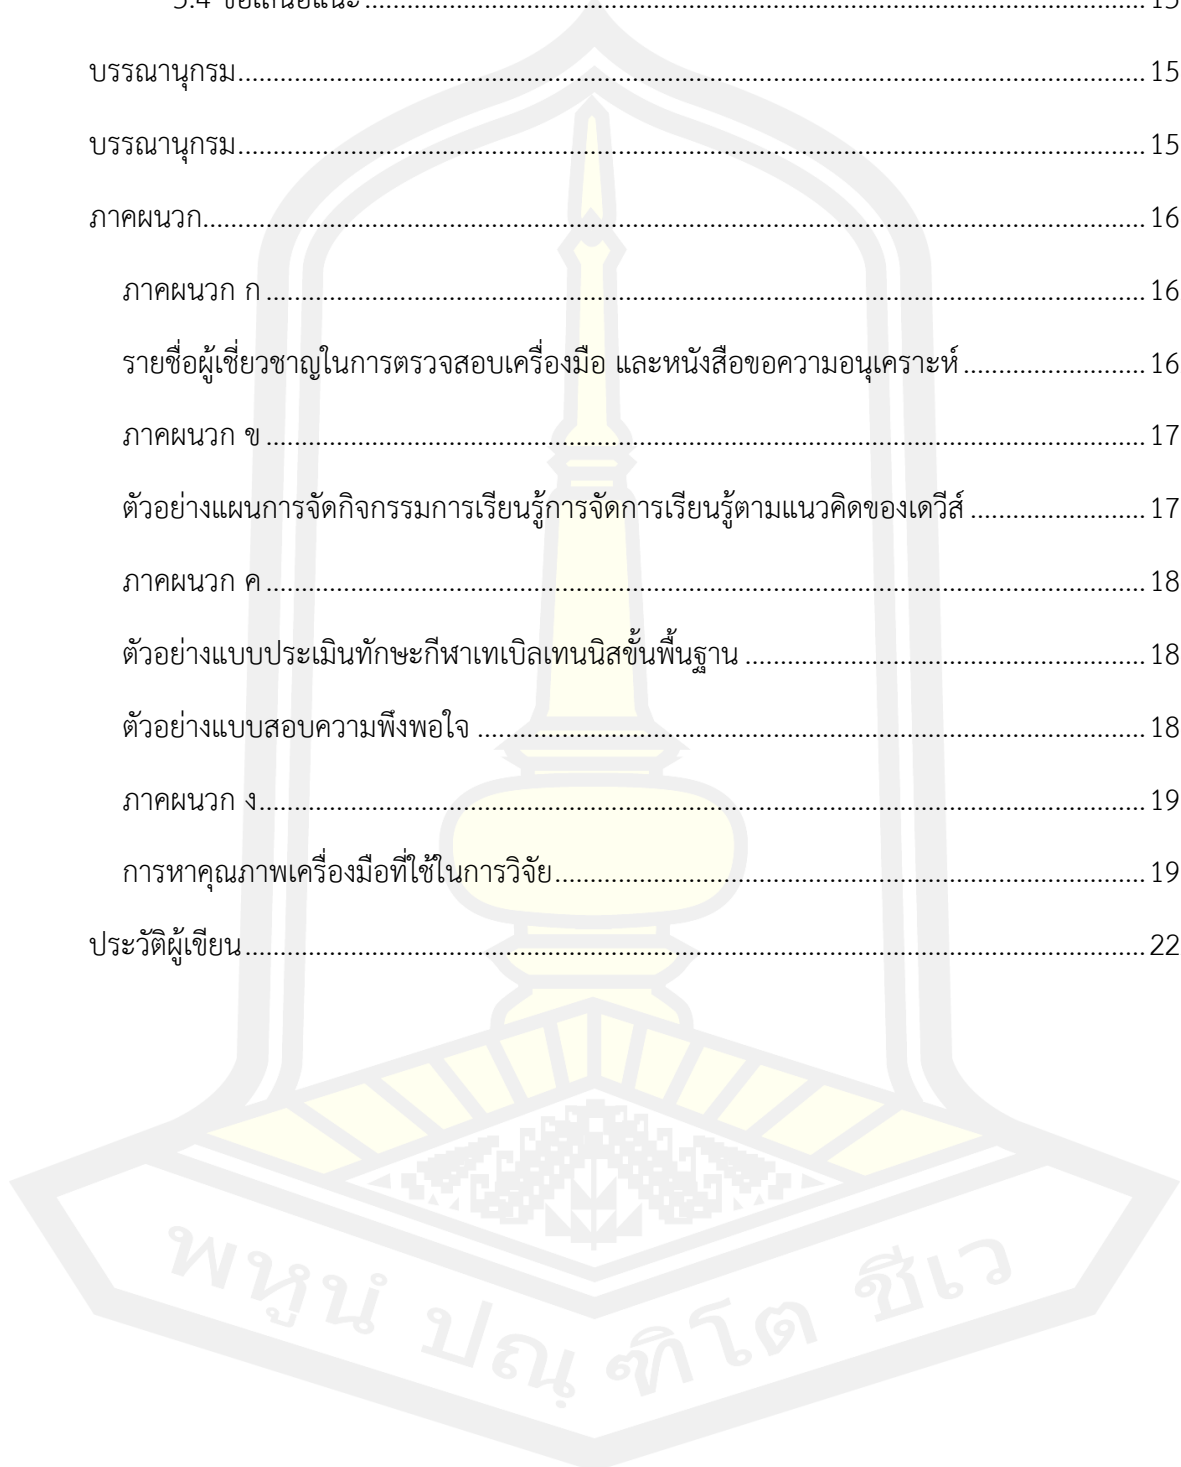 5.4 ข้อเสนอแนะ ........ 15
บรรณานุกรม ........ 15
บรรณานุกรม ........ 15
ภาคผนวก ........ 16
ภาคผนวก ก ........ 16
รายชื่อผู้เชี่ยวชาญในการตรวจสอบเครื่องมือ และหนังสือขอความอนุเคราะห์ ........ 16
ภาคผนวก ข ........ 17
ตัวอย่างแผนการจัดกิจกรรมการเรียนรู้การจัดการเรียนรู้ตามแนวคิดของเดวีส์ ........ 17
ภาคผนวก ค ........ 18
ตัวอย่างแบบประเมินทักษะกีฬาเทเบิลเทนนิสขั้นพื้นฐาน ........ 18
ตัวอย่างแบบสอบความพึงพอใจ ........ 18
ภาคผนวก ง ........ 19
การหาคุณภาพเครื่องมือที่ใช้ในการวิจัย ........ 19
ประวัติผู้เขียน ........ 22
พหูนํ ปณฺฑิโต ชีเว